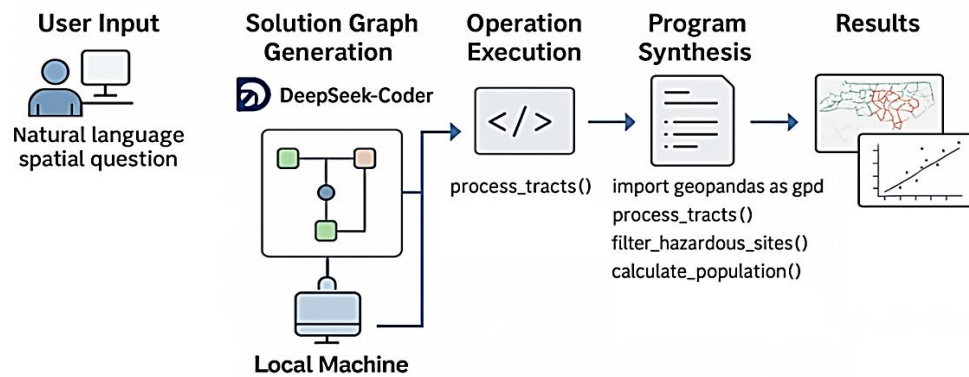 User Input
Natural language
spatial question
Solution Graph
Generation
DeepSeek-Coder
Local Machine
Operation
Execution
</>
process_tracts()
Program
Synthesis
import geopandas as gpd
process_tracts()
filter_hazardous_sites()
calculate_population()
Results